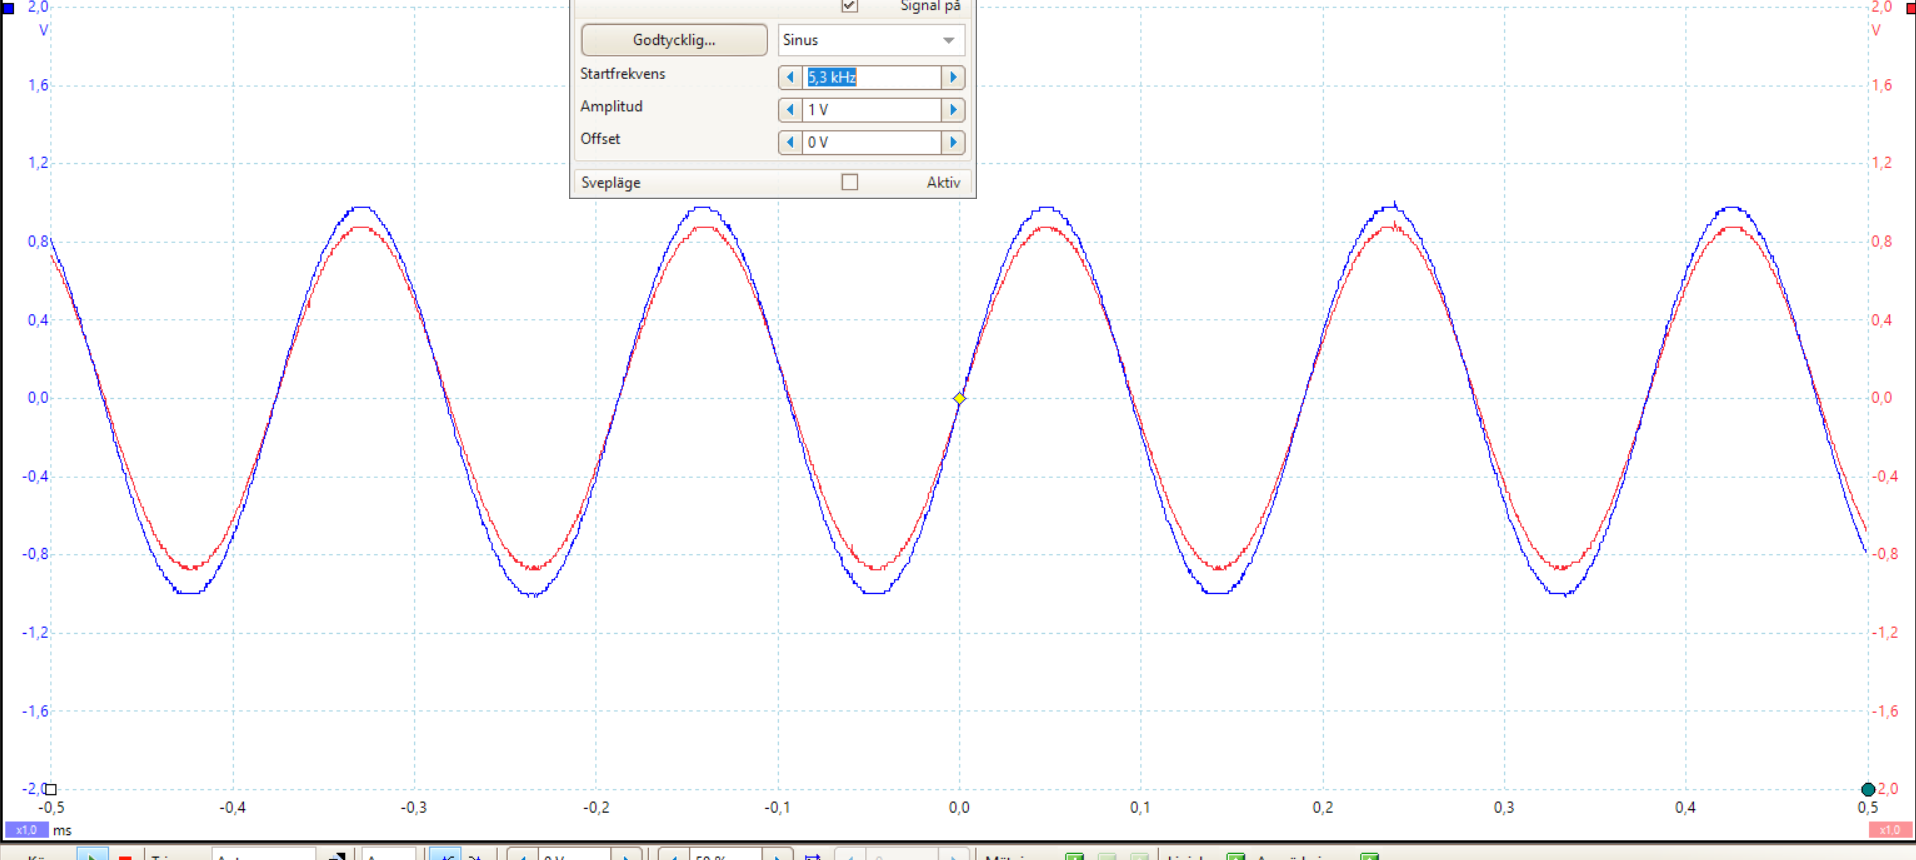 2,0 Signal på 2,0
V Godtycklig... Sinus V
Startfrekvens 5,3 kHz
1,6 1,6
Amplitud 1 V
Offset 0 V
1,2 1,2
Svepläge Aktiv
0,8 0,8
0,4 0,4
0,0 0,0
-0,4 -0,4
-0,8 -0,8
-1,2 -1,2
-1,6 -1,6
-2,0 -2,0
-0,5 -0,4 -0,3 -0,2 -0,1 0,0 0,1 0,2 0,3 0,4 0,5
x1,0 ms x1,0